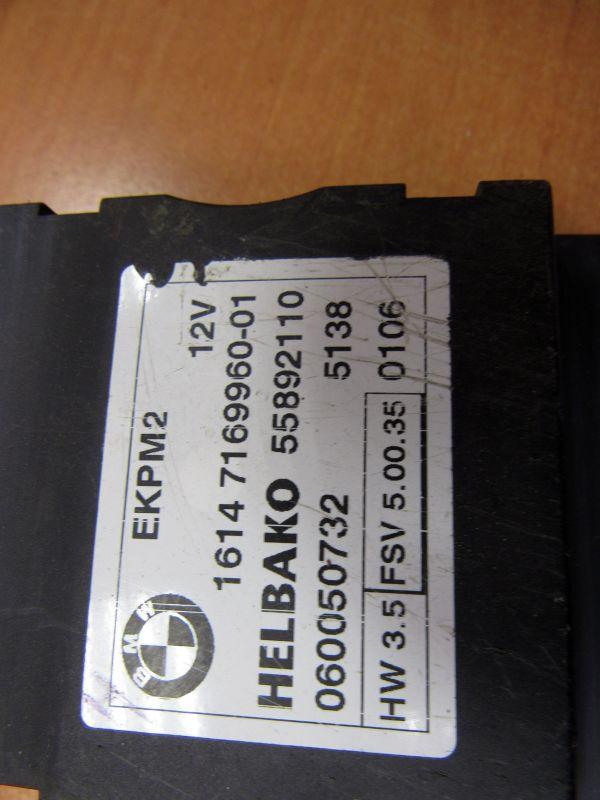 BMW EKPM2 12V
1614 7169960-01
HELBAKO 55892110
060050732 5138
HW 3.5 FSV 5.00.35 0106